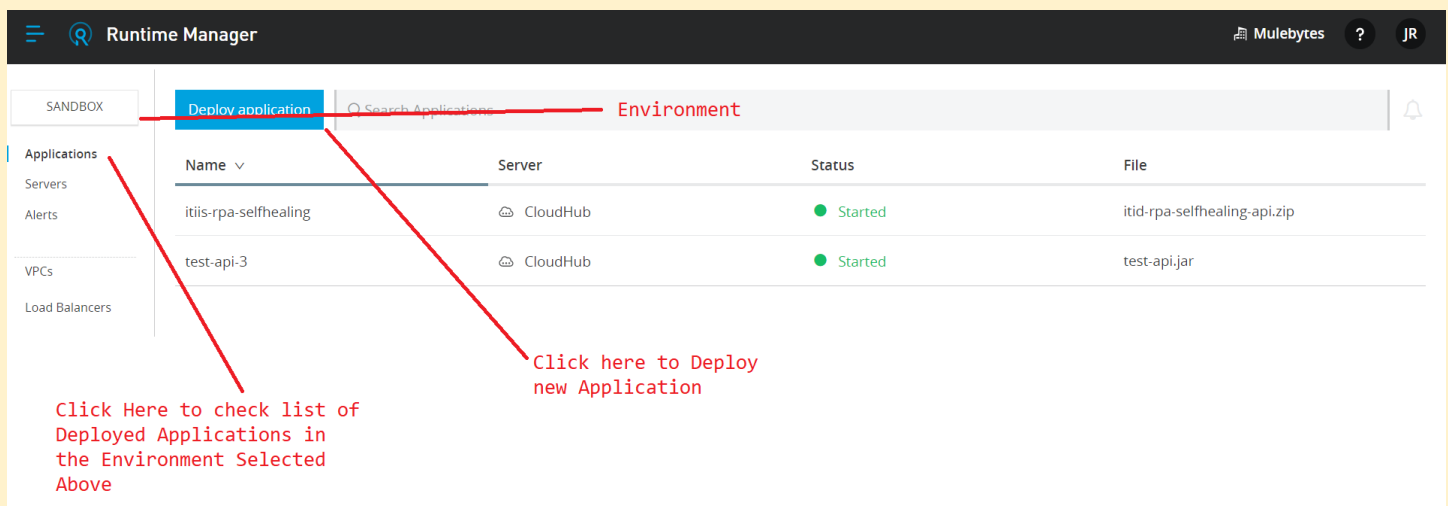 Runtime Manager
Mulebytes ? JR
SANDBOX
Deploy application Search Applications Environment
Applications
Servers
Alerts
VPCs
Load Balancers
Name Server Status File
itiis-rpa-selfhealing CloudHub Started itid-rpa-selfhealing-api.zip
test-api-3 CloudHub Started test-api.jar
Click here to Deploy
new Application
Click Here to check list of
Deployed Applications in
the Environment Selected
Above